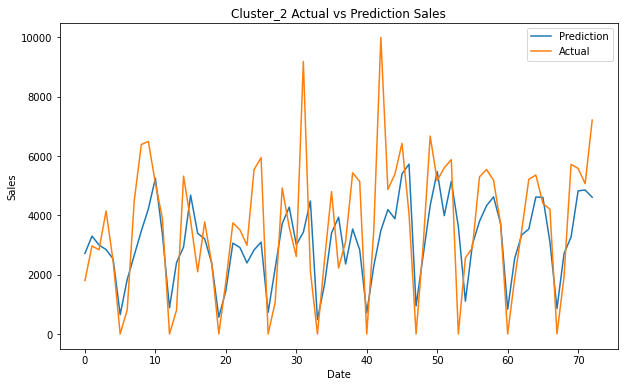 Cluster_2 Actual vs Prediction Sales
Prediction
Actual
10000
8000
6000
4000
2000
0
Sales
0 10 20 30 40 50 60 70
Date